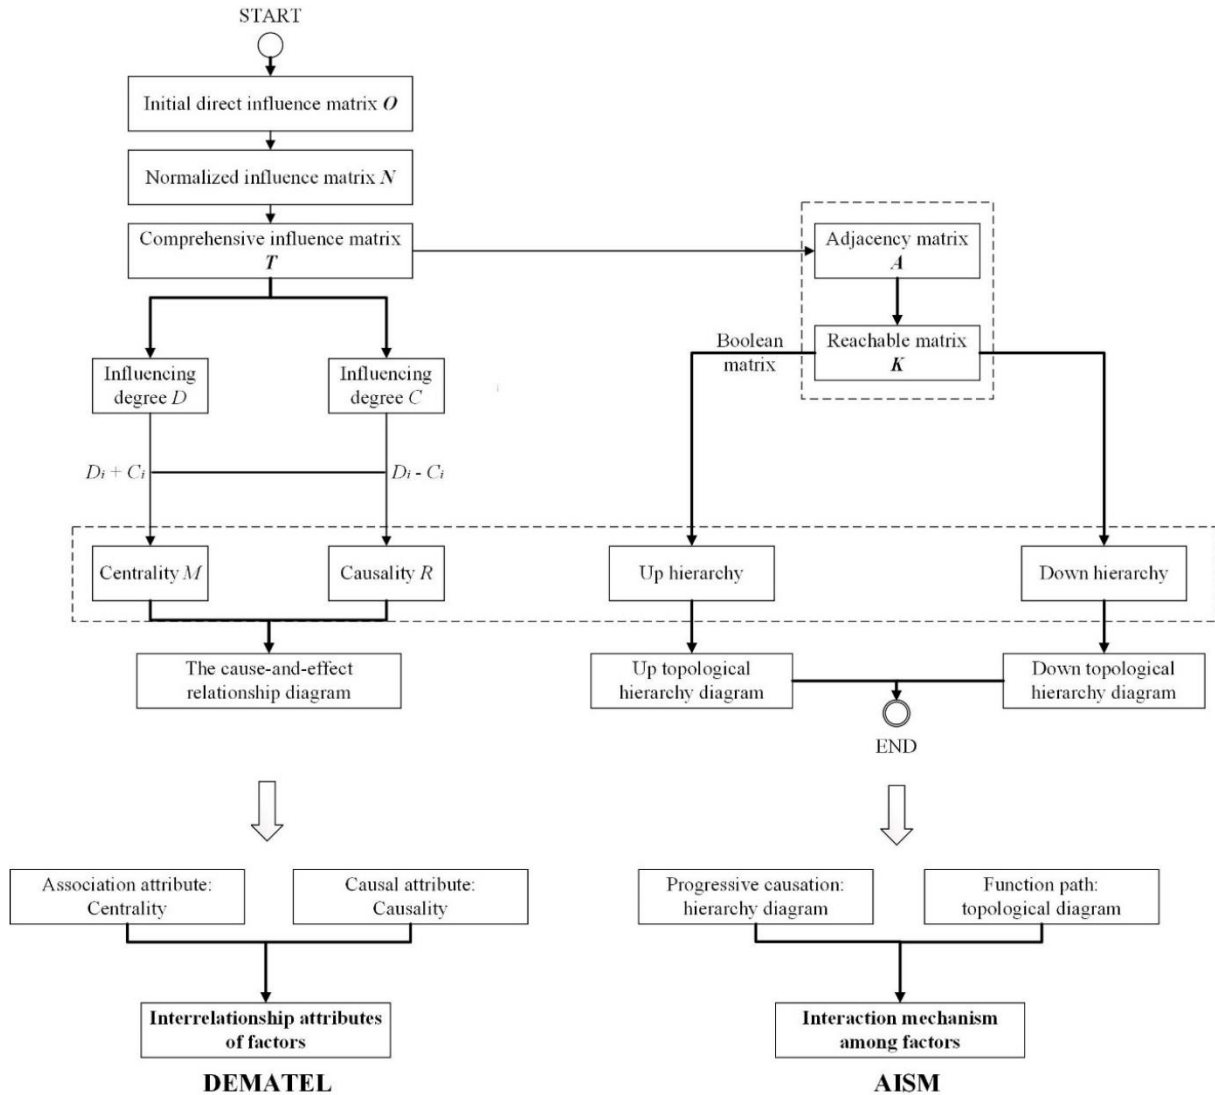 START
Initial direct influence matrix O
Normalized influence matrix N
Comprehensive influence matrix
T
Adjacency matrix
A
Boolean
matrix
Reachable matrix
K
Influencing
degree D
Influencing
degree C
Di + Ci
Di - Ci
Centrality M
Causality R
Up hierarchy
Down hierarchy
The cause-and-effect
relationship diagram
Up topological
hierarchy diagram
Down topological
hierarchy diagram
END
Association attribute:
Centrality
Causal attribute:
Causality
Progressive causation:
hierarchy diagram
Function path:
topological diagram
Interrelationship attributes
of factors
Interaction mechanism
among factors
DEMATEL
AISM